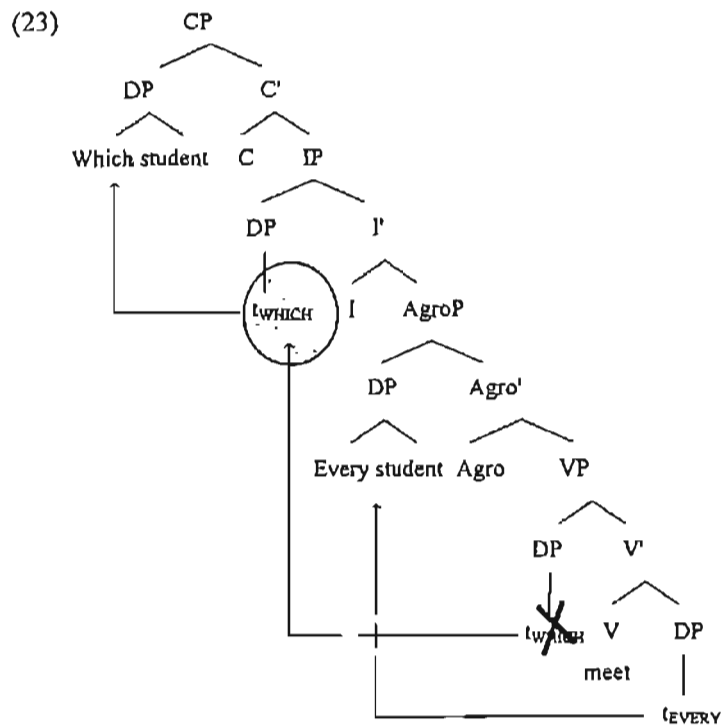 (23) CP
DP C'
Which student C IP
DP I'
tWHICH I AgroP
DP Agro'
Every student Agro VP
DP V'
tWHICH V DP
meet
tEVERY